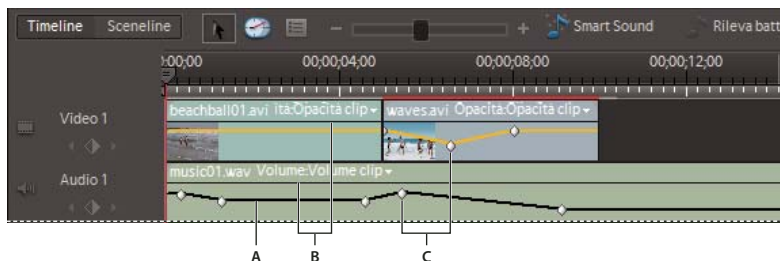 Timeline Sceneline Smart Sound Rileva batt
;00;00 00;00;04;00 00;00;08;00 00;00;12;00
beachball01.avi ità:Opacità clip waves.avi Opacità:Opacità clip
Video 1
music01.wav Volume:Volume clip
Audio 1
A B C